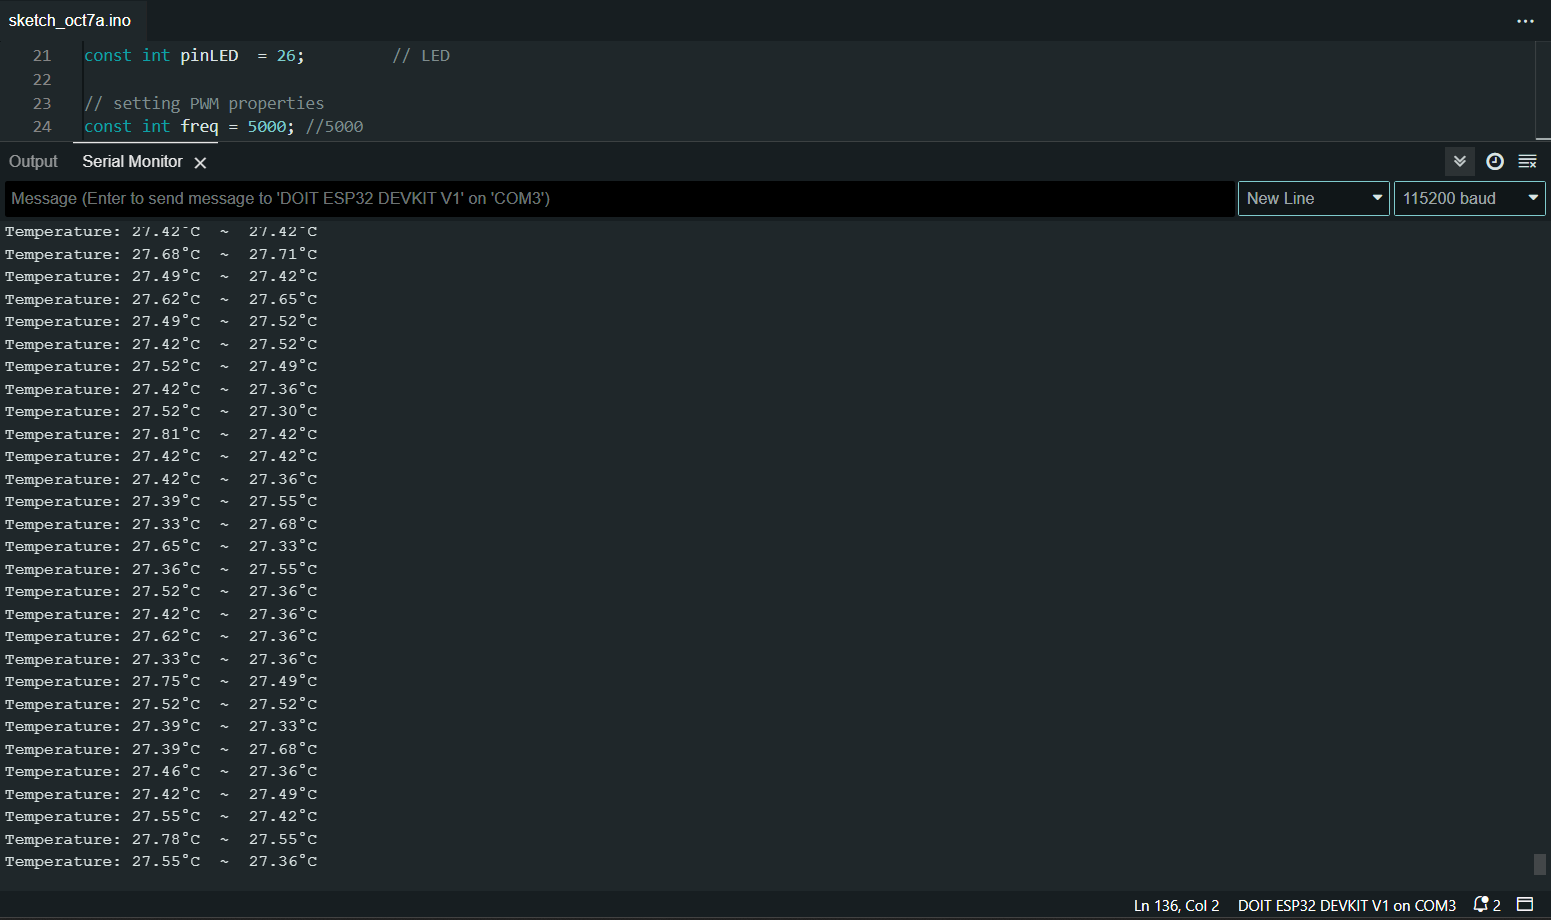 sketch_oct7a.ino
21 const int pinLED = 26; // LED
22
23 // setting PWM properties
24 const int freq = 5000; //5000
Output Serial Monitor
Message (Enter to send message to 'DOIT ESP32 DEVKIT V1' on 'COM3') New Line 115200 baud
Temperature: 27.42°C ~ 27.42°C
Temperature: 27.68°C ~ 27.71°C
Temperature: 27.49°C ~ 27.42°C
Temperature: 27.62°C ~ 27.65°C
Temperature: 27.49°C ~ 27.52°C
Temperature: 27.42°C ~ 27.52°C
Temperature: 27.52°C ~ 27.49°C
Temperature: 27.42°C ~ 27.36°C
Temperature: 27.52°C ~ 27.30°C
Temperature: 27.81°C ~ 27.42°C
Temperature: 27.42°C ~ 27.42°C
Temperature: 27.42°C ~ 27.36°C
Temperature: 27.39°C ~ 27.55°C
Temperature: 27.33°C ~ 27.68°C
Temperature: 27.65°C ~ 27.33°C
Temperature: 27.36°C ~ 27.55°C
Temperature: 27.52°C ~ 27.36°C
Temperature: 27.42°C ~ 27.36°C
Temperature: 27.62°C ~ 27.36°C
Temperature: 27.33°C ~ 27.36°C
Temperature: 27.75°C ~ 27.49°C
Temperature: 27.52°C ~ 27.52°C
Temperature: 27.39°C ~ 27.33°C
Temperature: 27.39°C ~ 27.68°C
Temperature: 27.46°C ~ 27.36°C
Temperature: 27.42°C ~ 27.49°C
Temperature: 27.55°C ~ 27.42°C
Temperature: 27.78°C ~ 27.55°C
Temperature: 27.55°C ~ 27.36°C
Ln 136, Col 2 DOIT ESP32 DEVKIT V1 on COM3 2